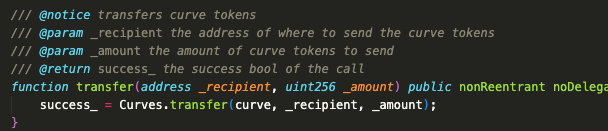 /// @notice transfers curve tokens
/// @param _recipient the address of where to send the curve tokens
/// @param _amount the amount of curve tokens to send
/// @return success_ the success bool of the call
function transfer(address _recipient, uint256 _amount) public nonReentrant noDelega
success_ = Curves.transfer(curve, _recipient, _amount);
}